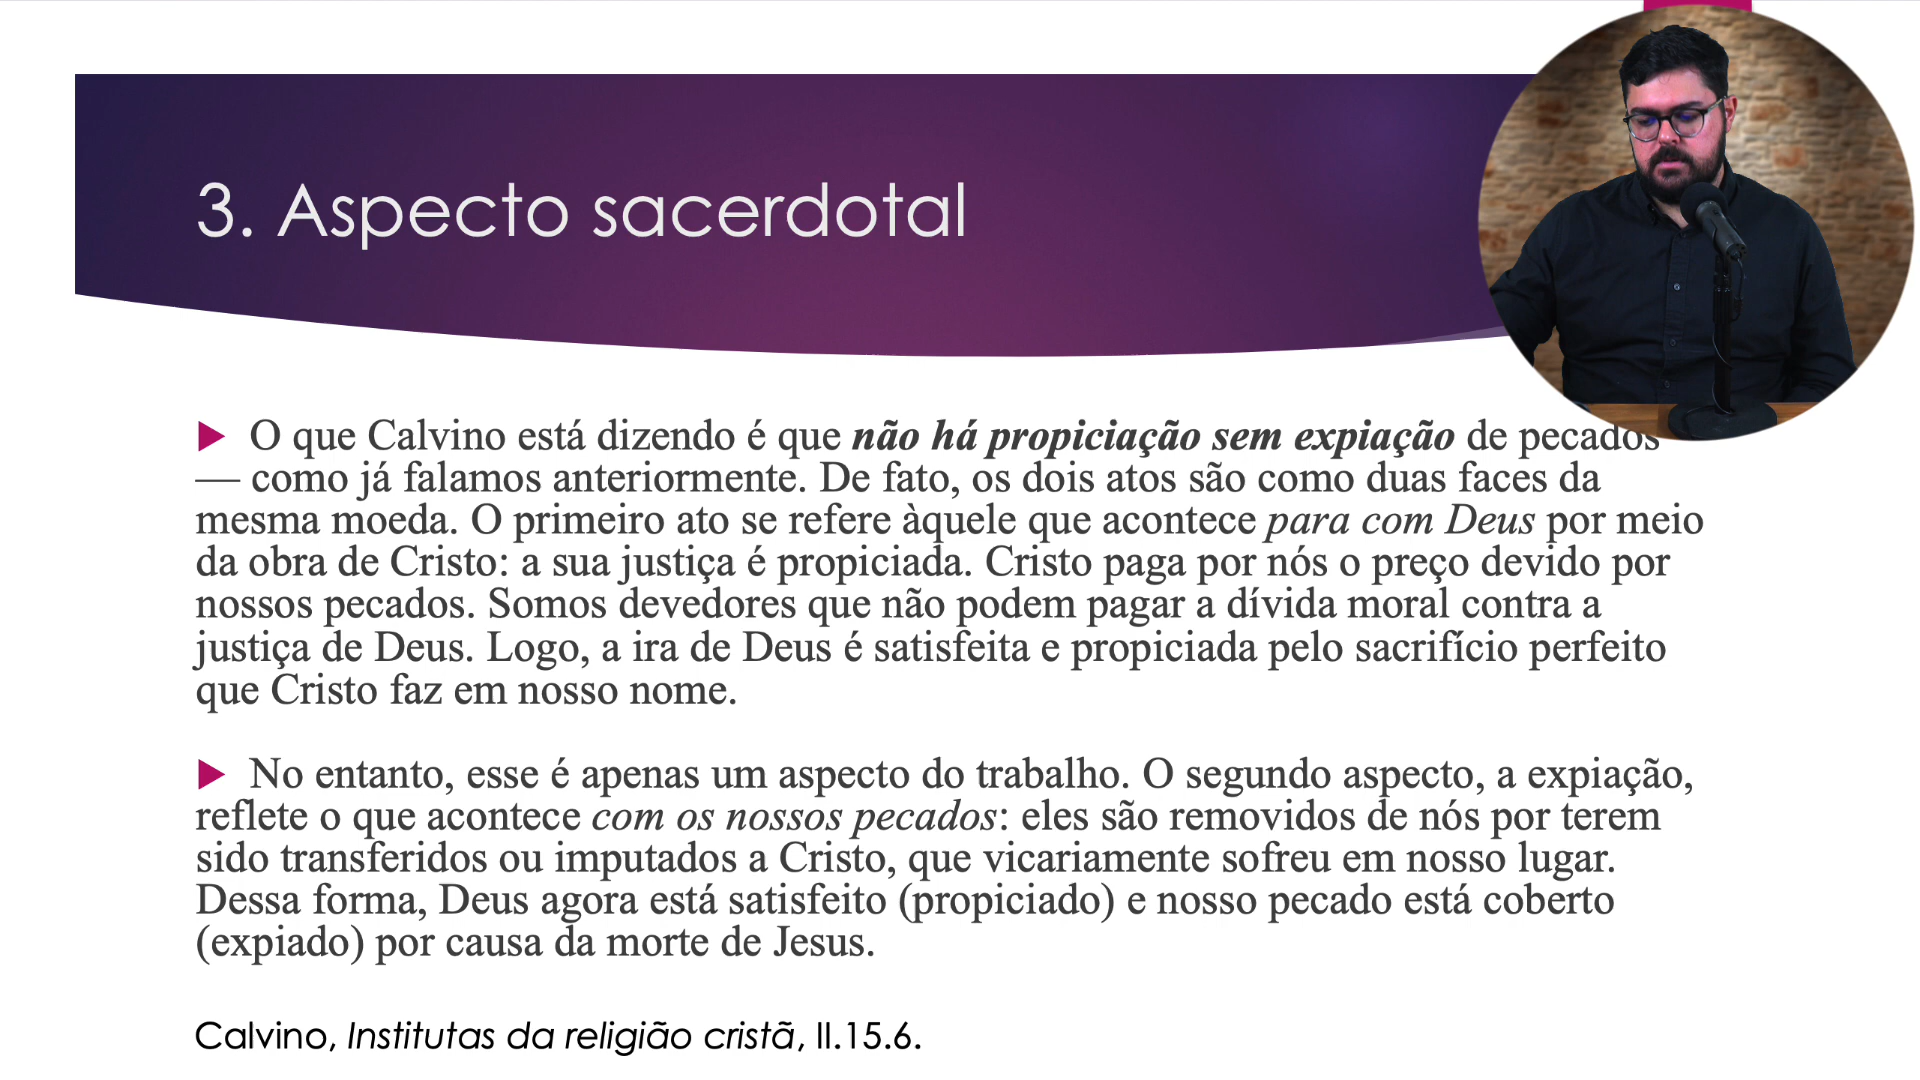 3. Aspecto sacerdotal
O que Calvino está dizendo é que não há propiciação sem expiação de pecados
— como já falamos anteriormente. De fato, os dois atos são como duas faces da
mesma moeda. O primeiro ato se refere àquele que acontece para com Deus por meio
da obra de Cristo: a sua justiça é propiciada. Cristo paga por nós o preço devido por
nossos pecados. Somos devedores que não podem pagar a dívida moral contra a
justiça de Deus. Logo, a ira de Deus é satisfeita e propiciada pelo sacrifício perfeito
que Cristo faz em nosso nome.
No entanto, esse é apenas um aspecto do trabalho. O segundo aspecto, a expiação,
reflete o que acontece com os nossos pecados: eles são removidos de nós por terem
sido transferidos ou imputados a Cristo, que vicariamente sofreu em nosso lugar.
Dessa forma, Deus agora está satisfeito (propiciado) e nosso pecado está coberto
(expiado) por causa da morte de Jesus.
Calvino, Institutas da religião cristã, II.15.6.